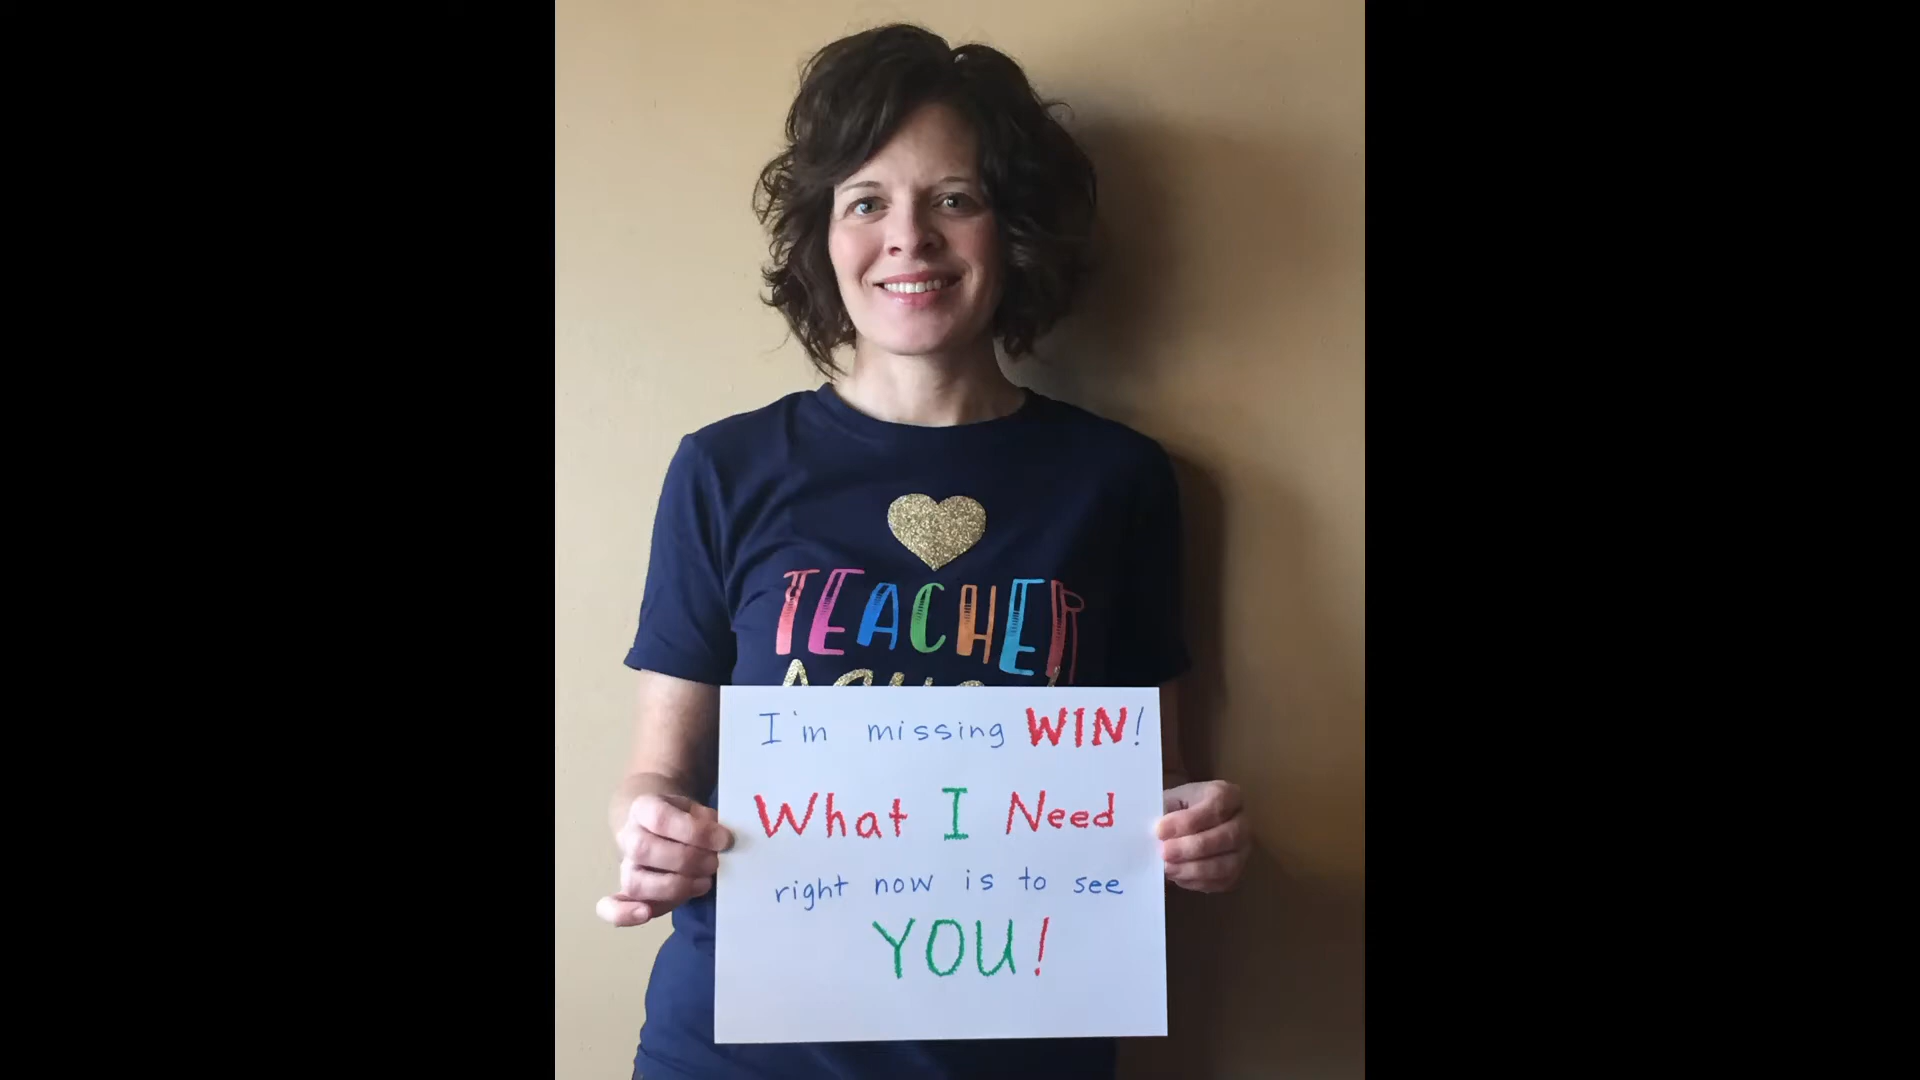 TEACHER
I'm missing WIN!
What I Need
right now is to see
YOU!